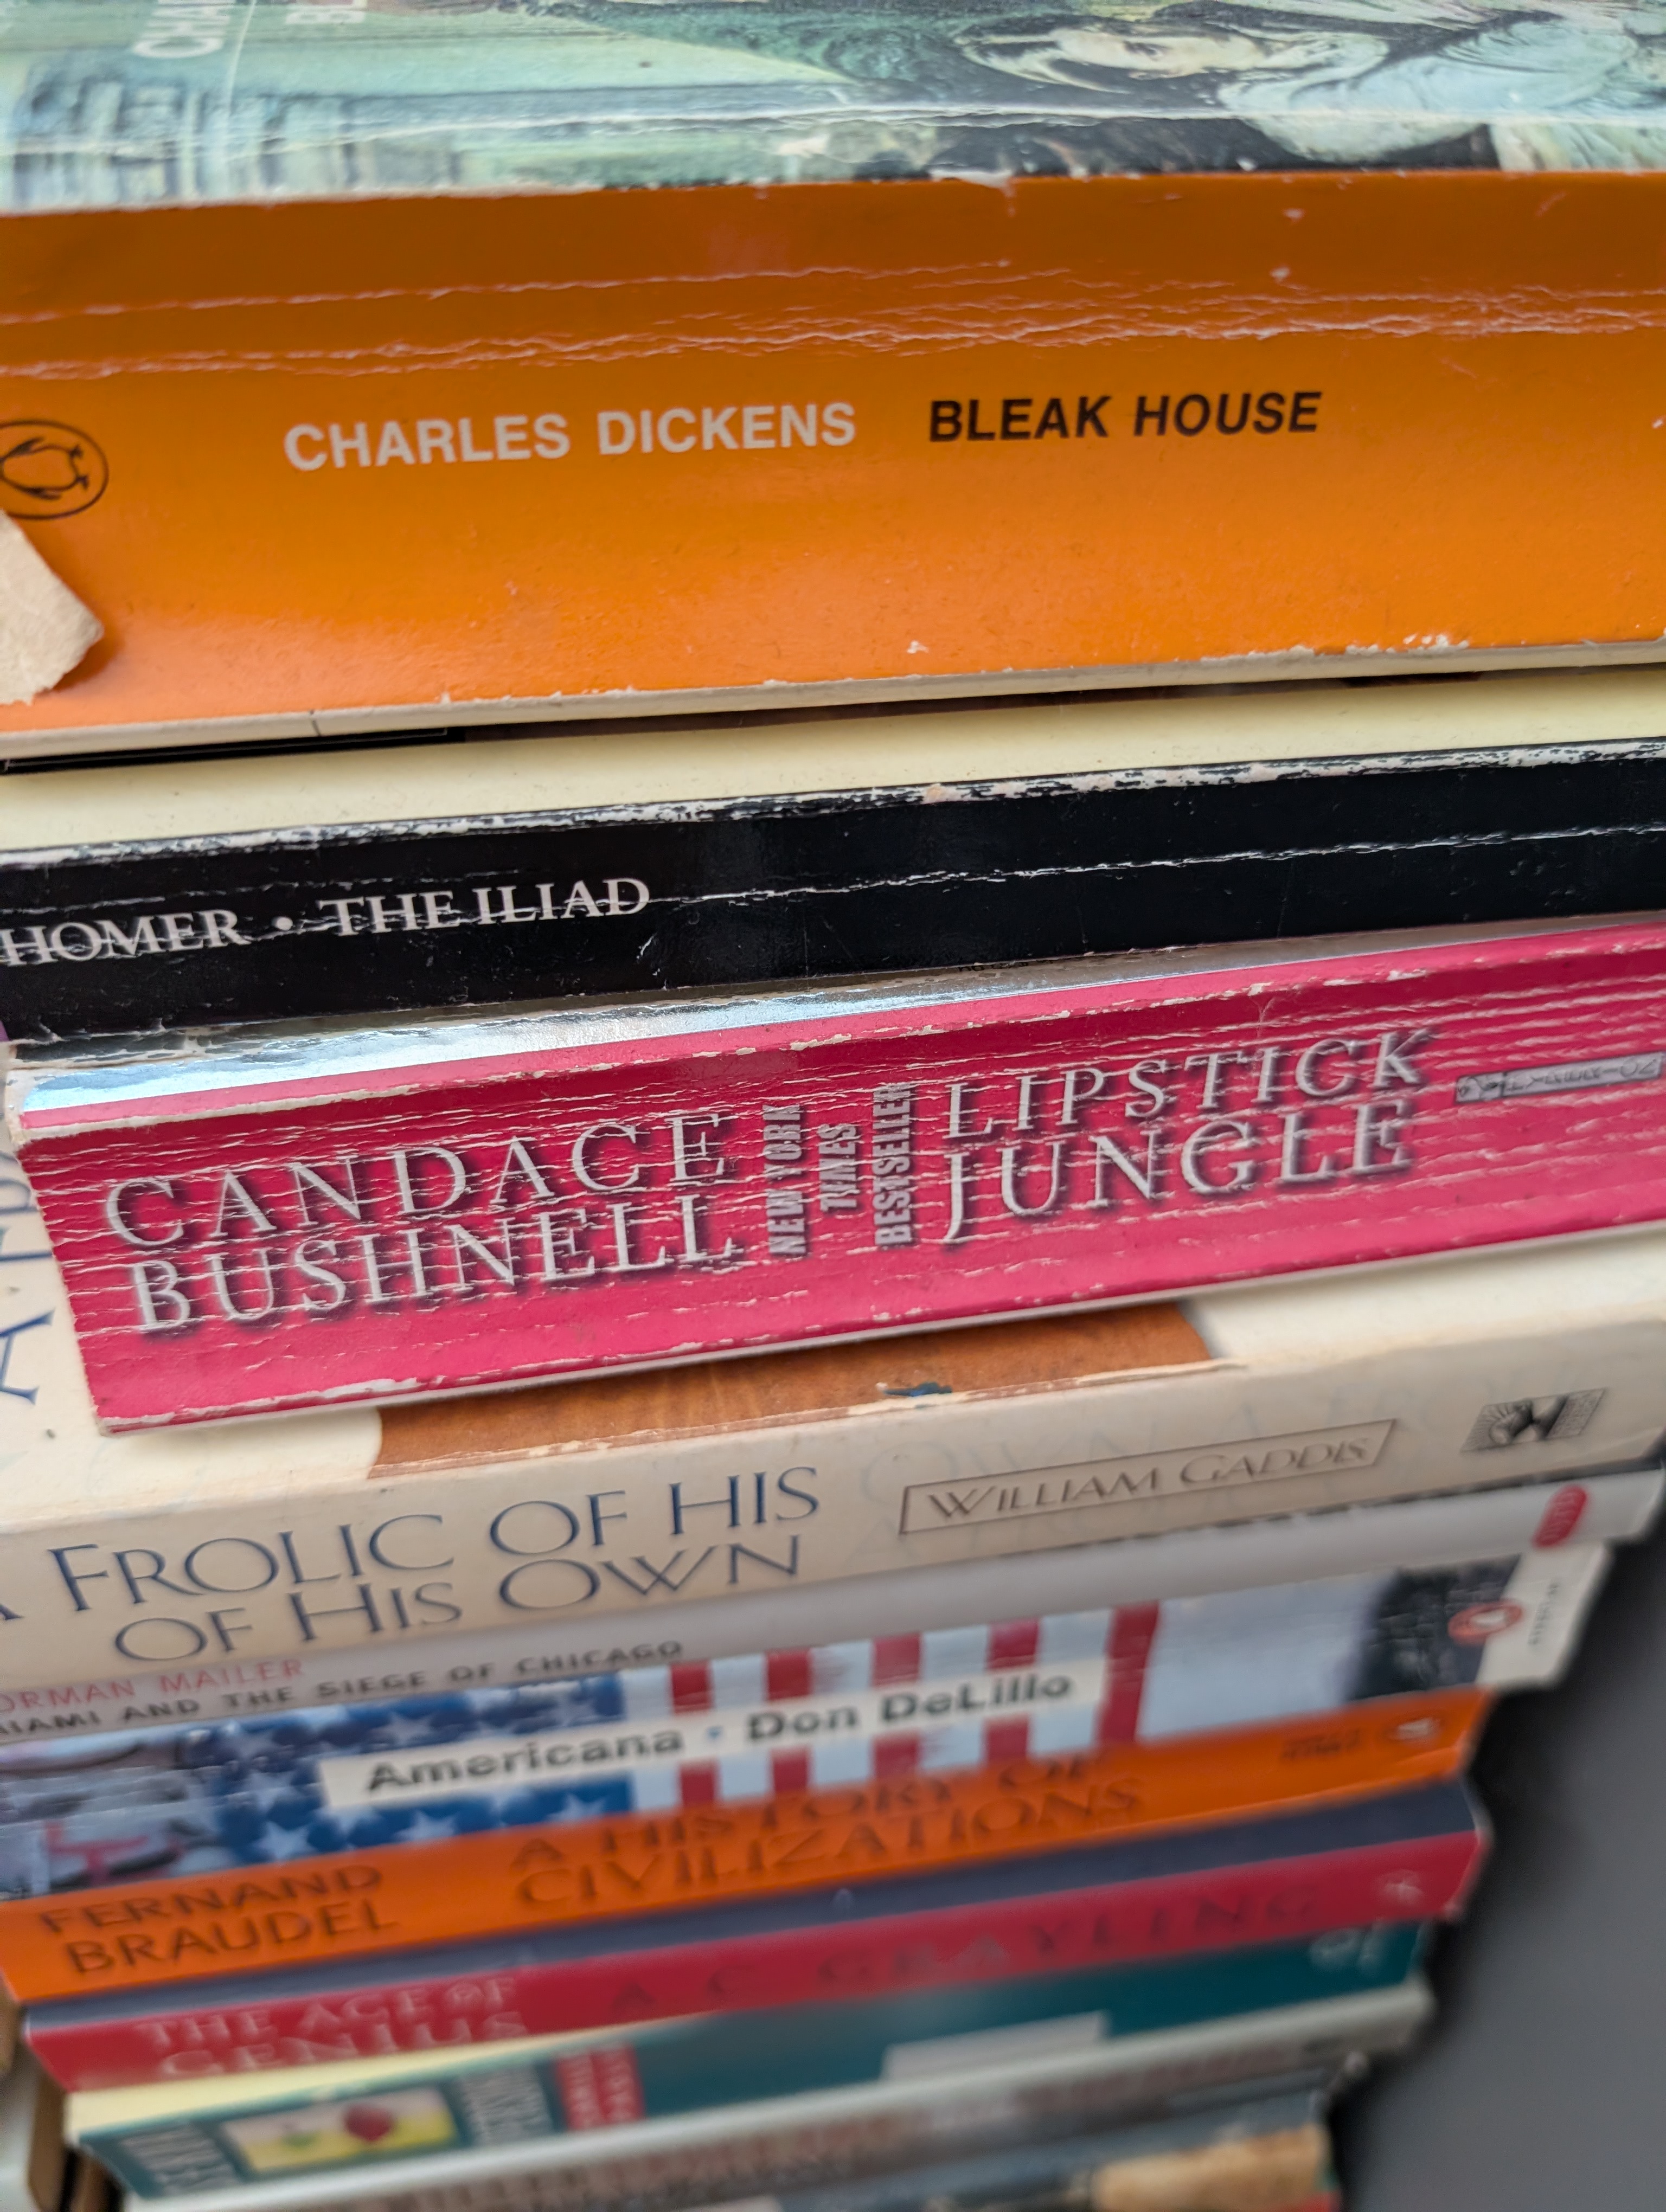 CHARLES DICKENS BLEAK HOUSE
HOMER · THE ILIAD
CANDACE
BUSHNELL
NEW YORK
TIMES
BESTSELLER
LIPSTICK
JUNGLE
A FROLIC OF HIS
OF HIS OWN
WILLIAM GADDIS
ORMAN MAILER
MIAMI AND THE SIEGE OF CHICAGO
Americana · Don DeLillo
FERNAND
BRAUDEL
A HISTORY OF
CIVILIZATIONS
THE AGE OF
GENIUS
A. C. GRAYLING